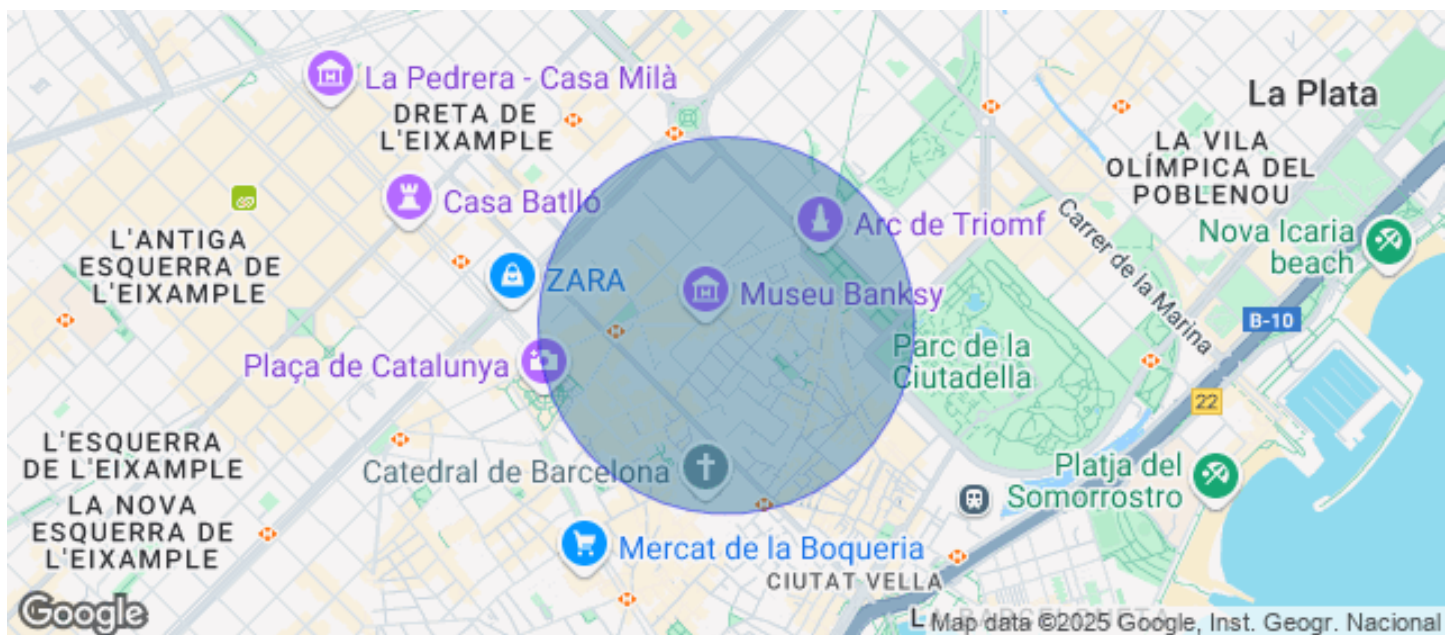 La Pedrera - Casa Milà
La Plata
DRETA DE
L'EIXAMPLE
LA VILA
OLÍMPICA DEL
POBLENOU
Casa Batlló
Arc de Triomf
Carrer de la Marina
Nova Icaria
beach
L'ANTIGA
ESQUERRA DE
L'EIXAMPLE
ZARA
Museu Banksy
B-10
Plaça de Catalunya
Parc de la
Ciutadella
22
L'ESQUERRA
DE L'EIXAMPLE
Catedral de Barcelona
Platja del
Somorrostro
LA NOVA
ESQUERRA DE
L'EIXAMPLE
Mercat de la Boqueria
CIUTAT VELLA
Google
Map data ©2025 Google, Inst. Geogr. Nacional